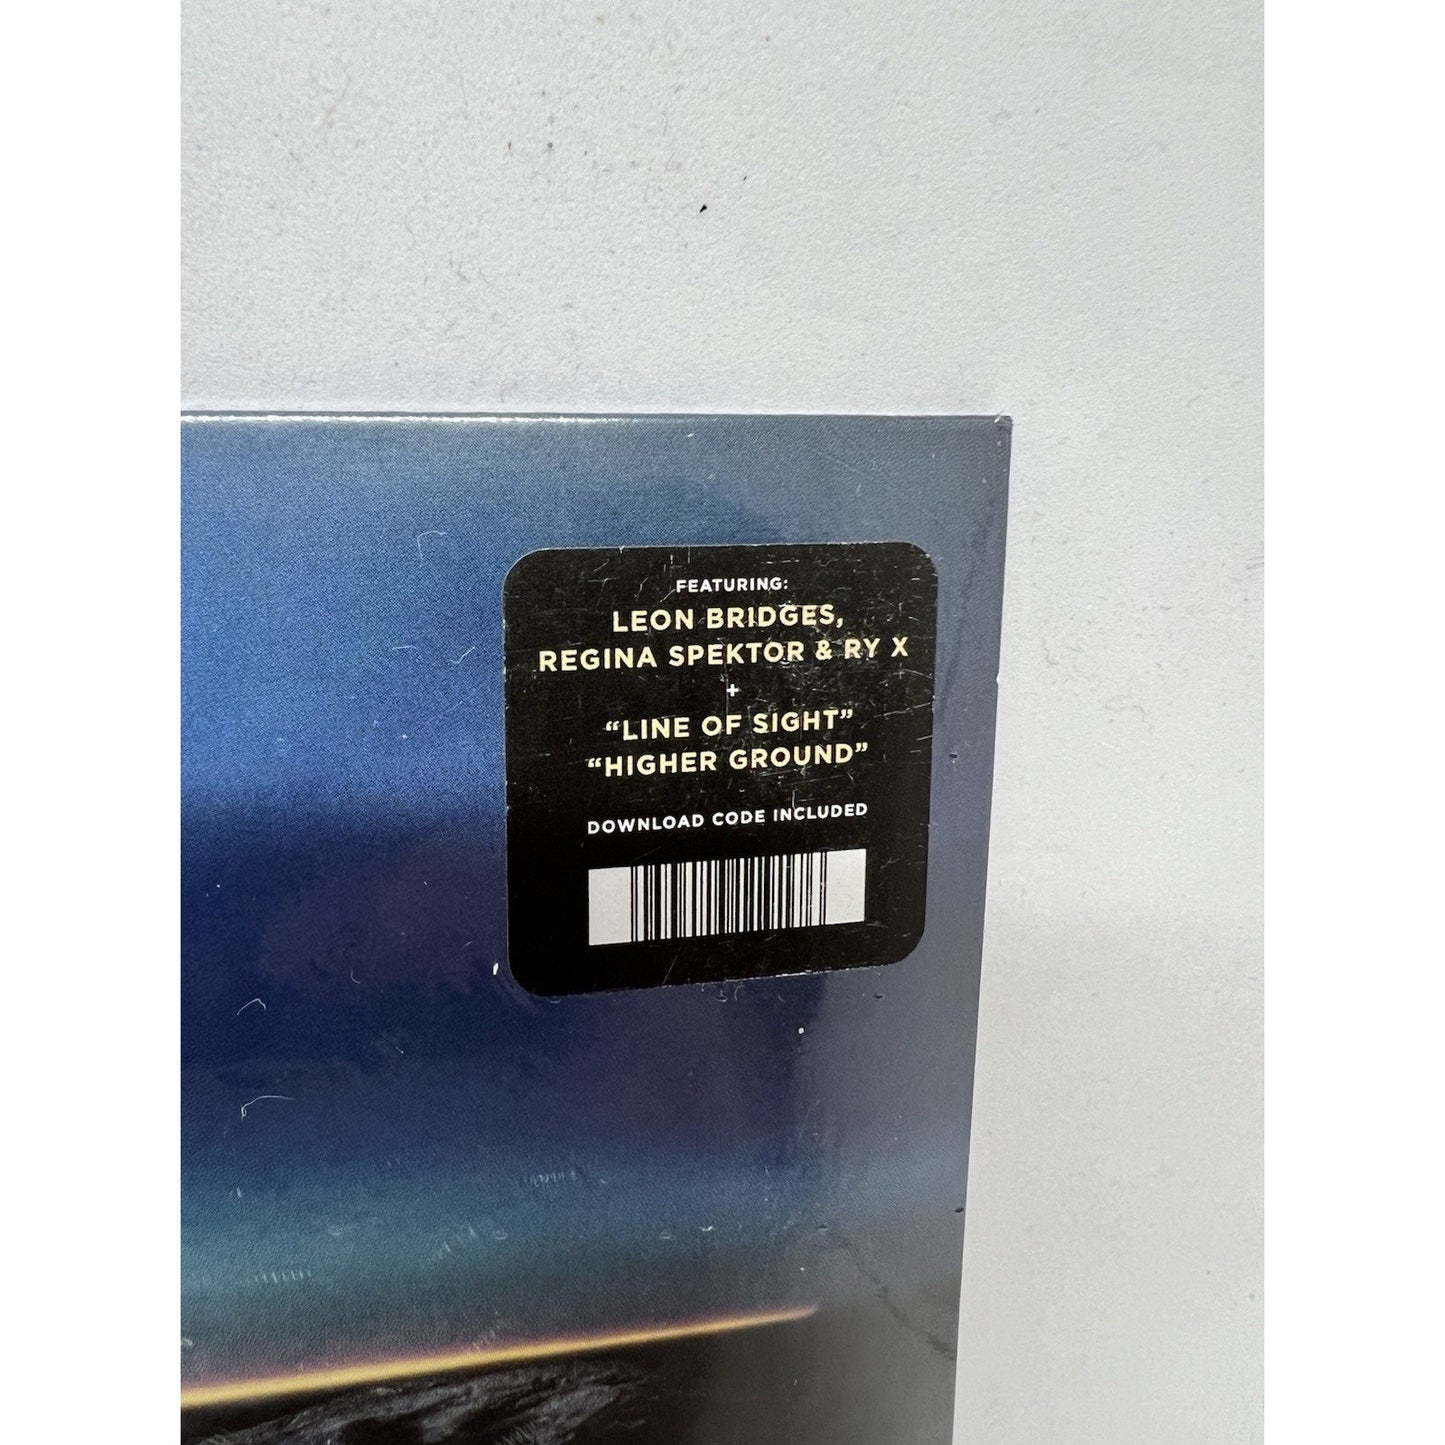 FEATURING:
LEON BRIDGES,
REGINA SPEKTOR & RY X
+
“LINE OF SIGHT”
“HIGHER GROUND”
DOWNLOAD CODE INCLUDED